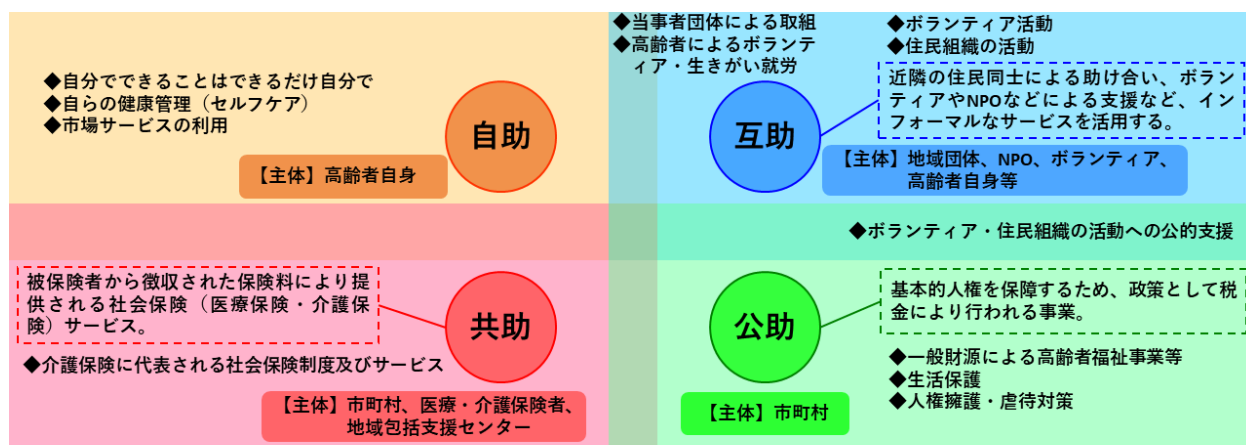 ◆自分でできることはできるだけ自分で
◆自らの健康管理（セルフケア）
◆市場サービスの利用
自助
【主体】高齢者自身
◆当事者団体による取組
◆高齢者によるボランテ
ィア・生きがい就労
◆ボランティア活動
◆住民組織の活動
近隣の住民同士による助け合い、ボラン
ティアやNPOなどによる支援など、イン
フォーマルなサービスを活用する。
互助
【主体】地域団体、NPO、ボランティア、
高齢者自身等
◆ボランティア・住民組織の活動への公的支援
被保険者から徴収された保険料により提
供される社会保険（医療保険・介護保
険）サービス。
共助
◆介護保険に代表される社会保険制度及びサービス
【主体】市町村、医療・介護保険者、
地域包括支援センター
公助
基本的人権を保障するため、政策として税
金により行われる事業。
◆一般財源による高齢者福祉事業等
◆生活保護
◆人権擁護・虐待対策
【主体】市町村